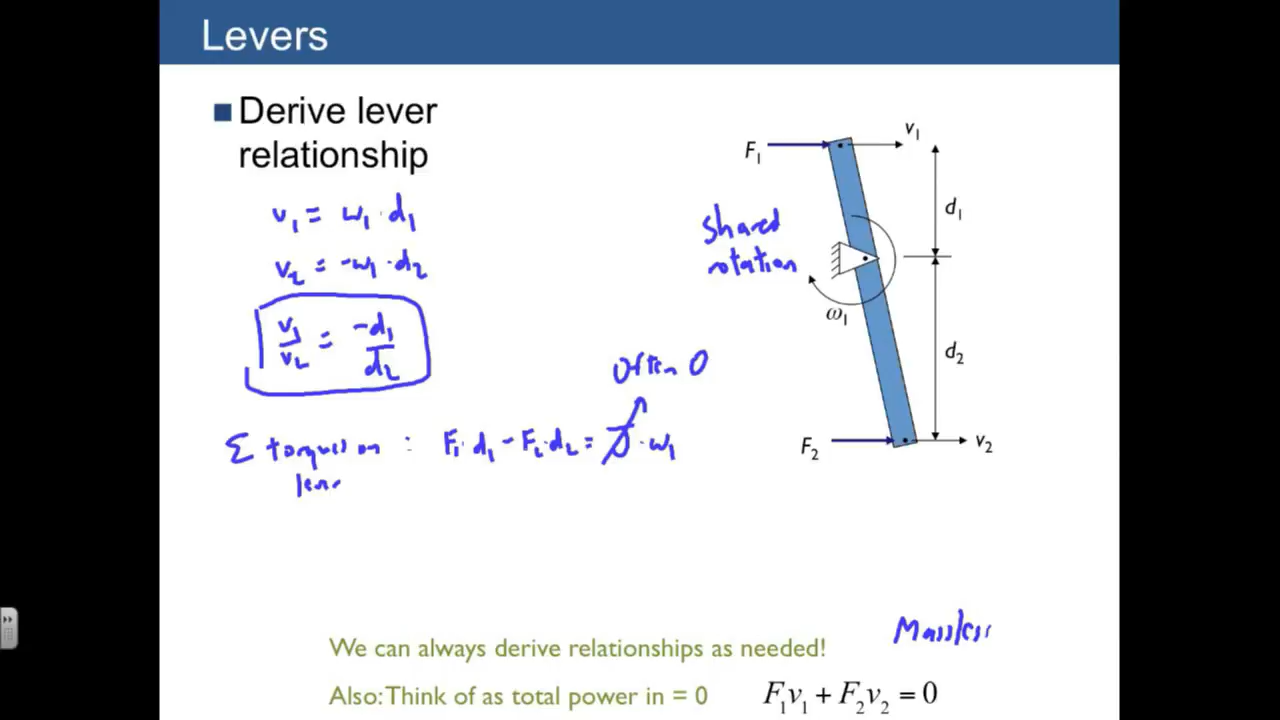 Levers
Derive lever
relationship
v₁ = ω₁ · d₁
v₂ = -ω₁ · d₂
v₁/v₂ = -d₁/d₂
Often 0
Σ torques on : F₁·d₁ - F₂·d₂ = J · ω₁
F₁
v₁
d₁
shared
rotation
ω₁
d₂
F₂
v₂
Massless
We can always derive relationships as needed!
Also: Think of as total power in = 0 F₁v₁ + F₂v₂ = 0